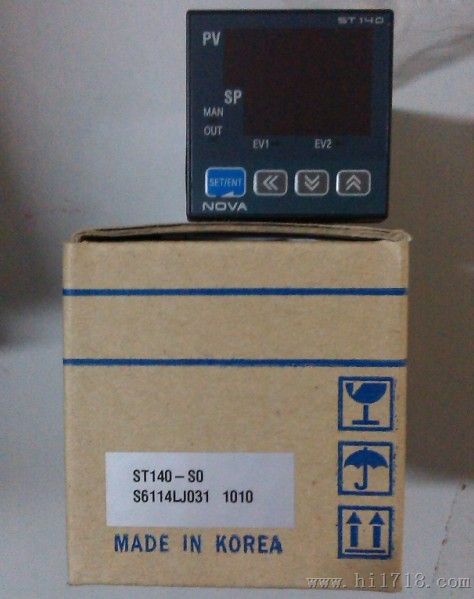 ST140
PV
SP
MAN
OUT
EV1
EV2
SET/ENT
NOVA
ST140-S0
S6114LJ031 1010
MADE IN KOREA
http://www.hi1718.com